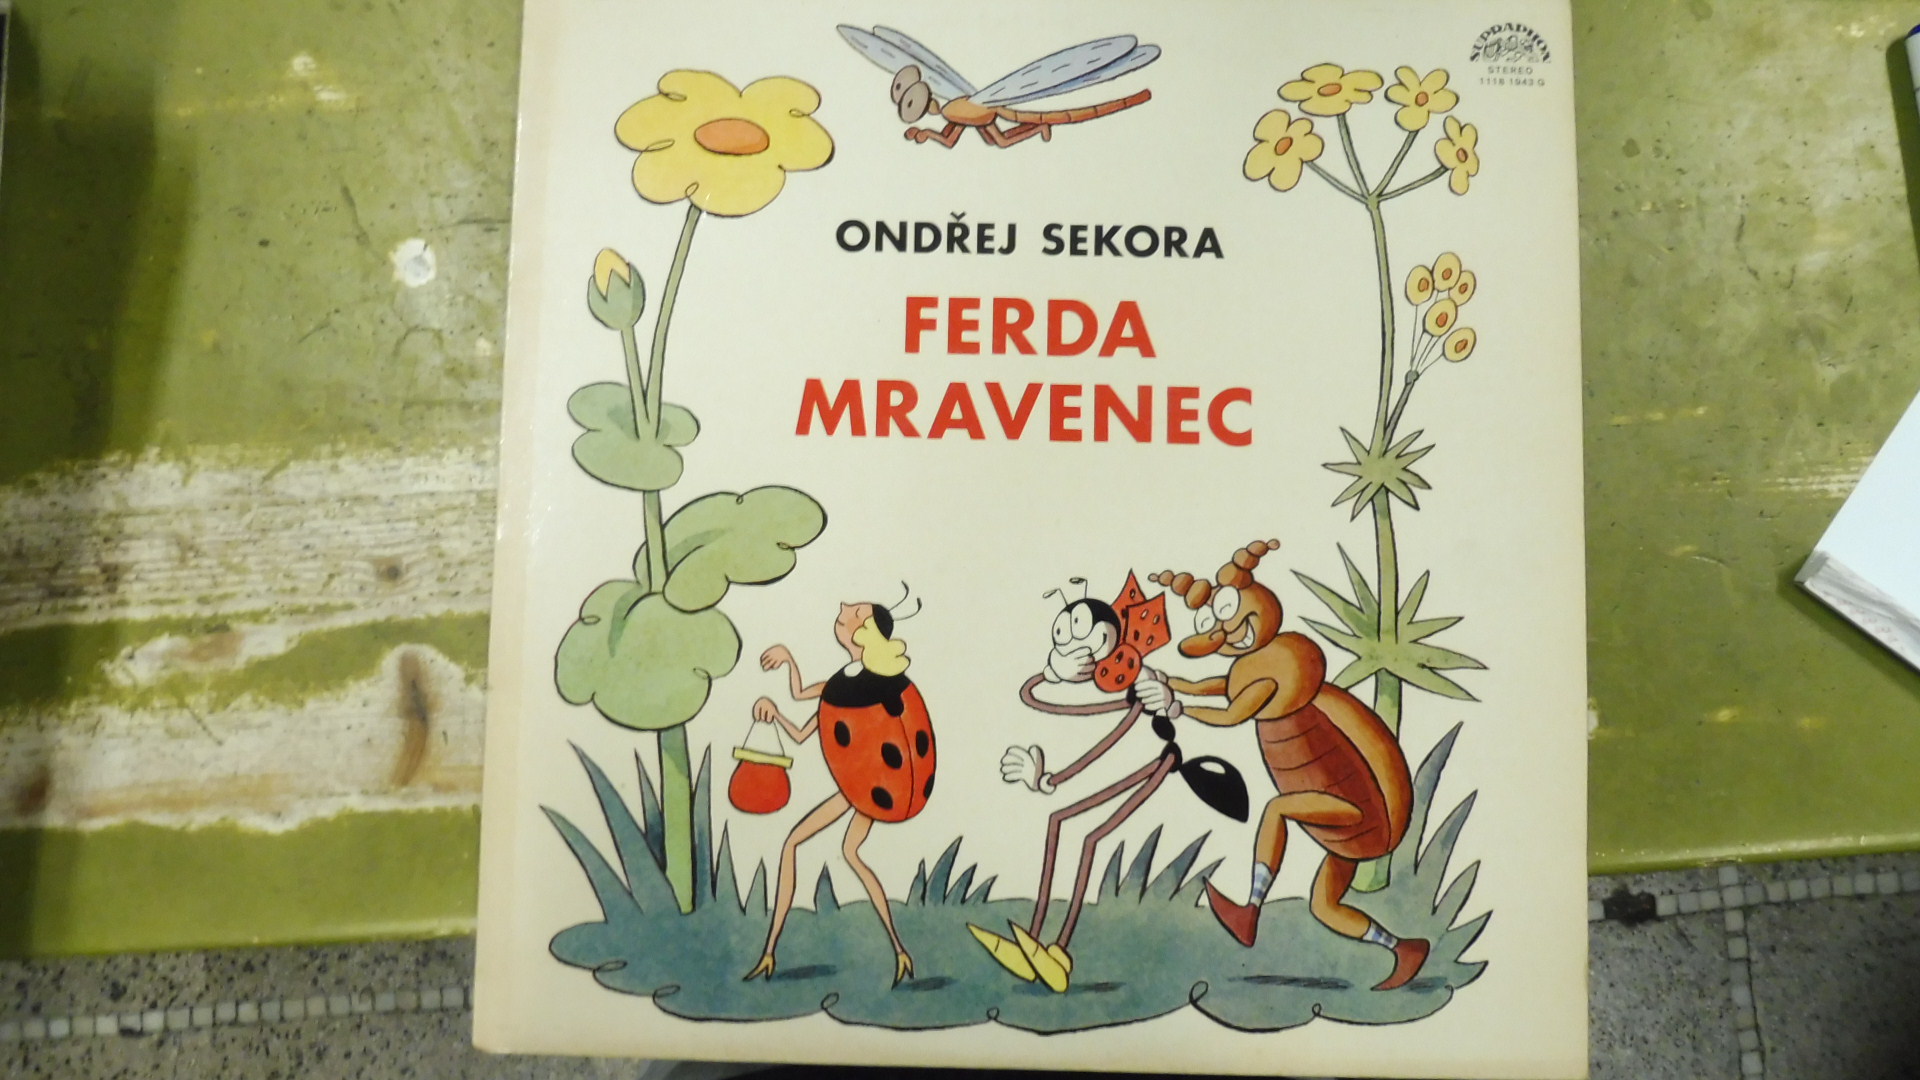 SUPRAPHON
STEREO
1118 1943 G
ONDŘEJ SEKORA
FERDA
MRAVENEC